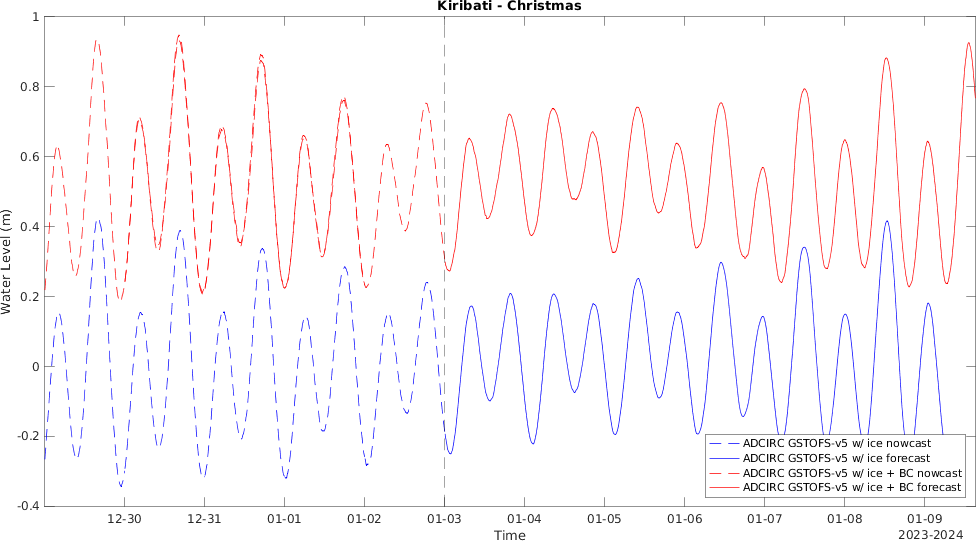 Kiribati - Christmas
1
0.8
0.6
0.4
0.2
0
-0.2
-0.4
Water Level (m)
ADCIRC GSTOFS-v5 w/ ice nowcast
ADCIRC GSTOFS-v5 w/ ice forecast
ADCIRC GSTOFS-v5 w/ ice + BC nowcast
ADCIRC GSTOFS-v5 w/ ice + BC forecast
12-30 12-31 01-01 01-02 01-03 01-04 01-05 01-06 01-07 01-08 01-09
Time
2023-2024